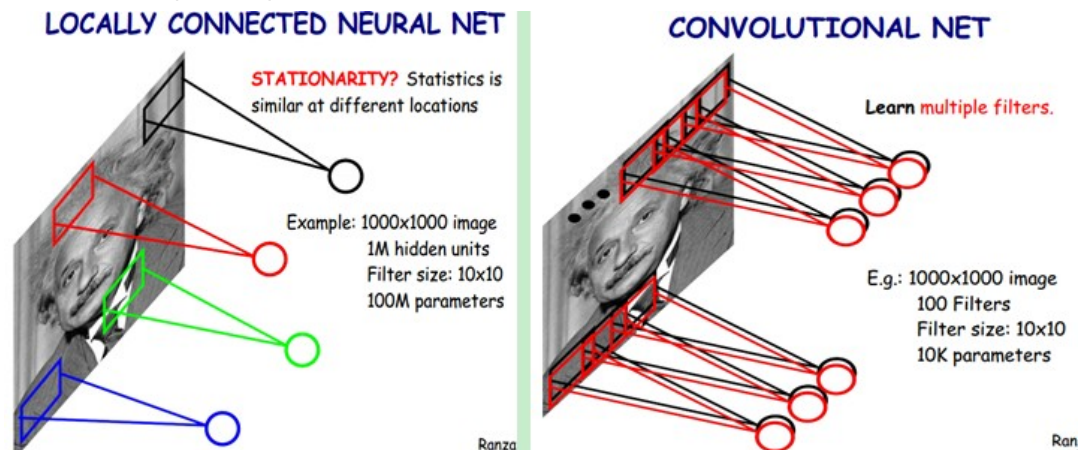 LOCALLY CONNECTED NEURAL NET
STATIONARITY? Statistics is
similar at different locations
Example: 1000x1000 image
1M hidden units
Filter size: 10x10
100M parameters
Ranza
CONVOLUTIONAL NET
Learn multiple filters.
E.g.: 1000x1000 image
100 Filters
Filter size: 10x10
10K parameters
Ran